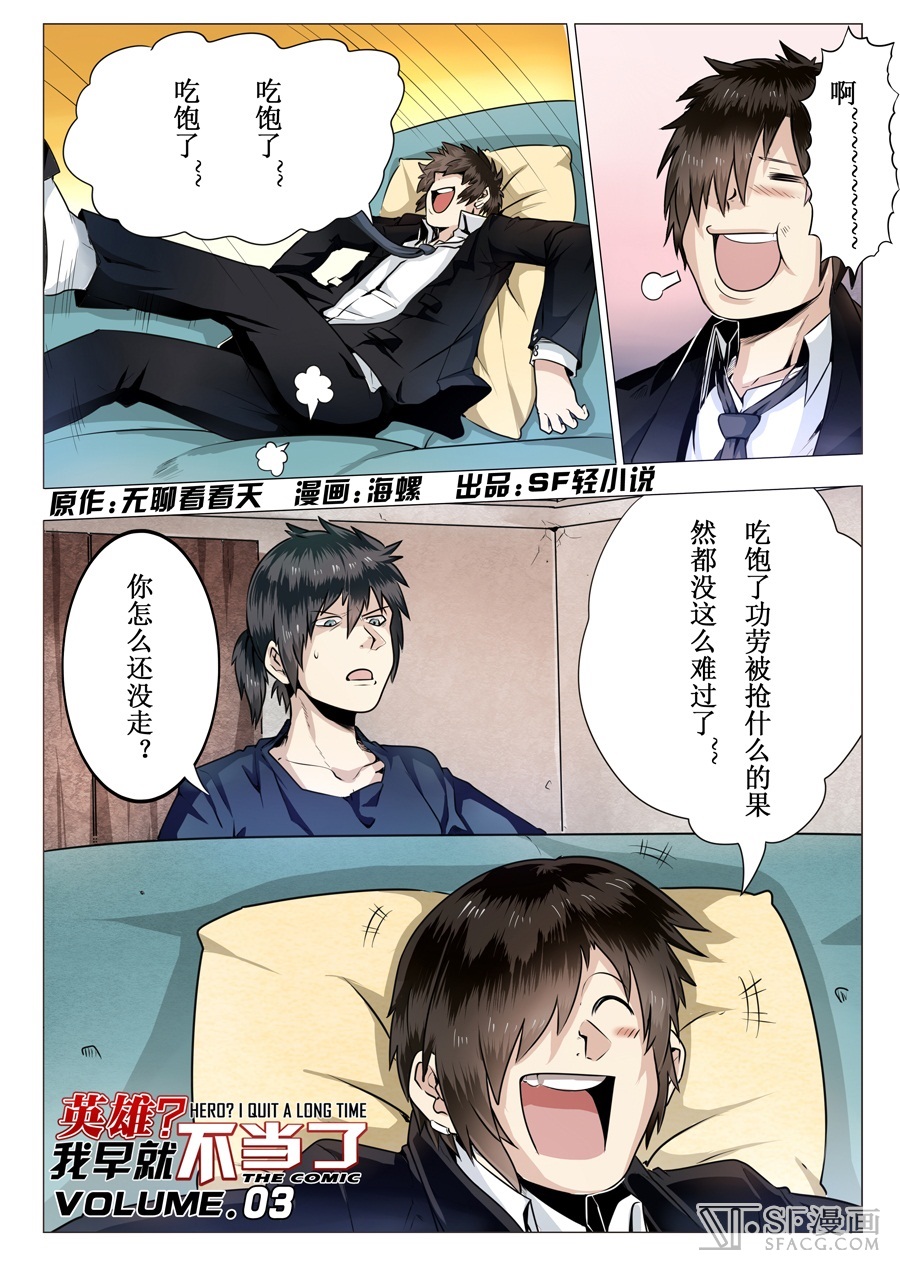 吃饱了~
吃饱了~
啊~~~~~~~~~~
原作:无聊看看天 漫画:海螺 出品:SF轻小说
你怎么还没走？
吃饱了功劳被抢什么的果
然都没这么难过了~
英雄?
HERO? I QUIT A LONG TIME
我早就不当了
THE COMIC
VOLUME.03
SF漫画
SFACG.COM